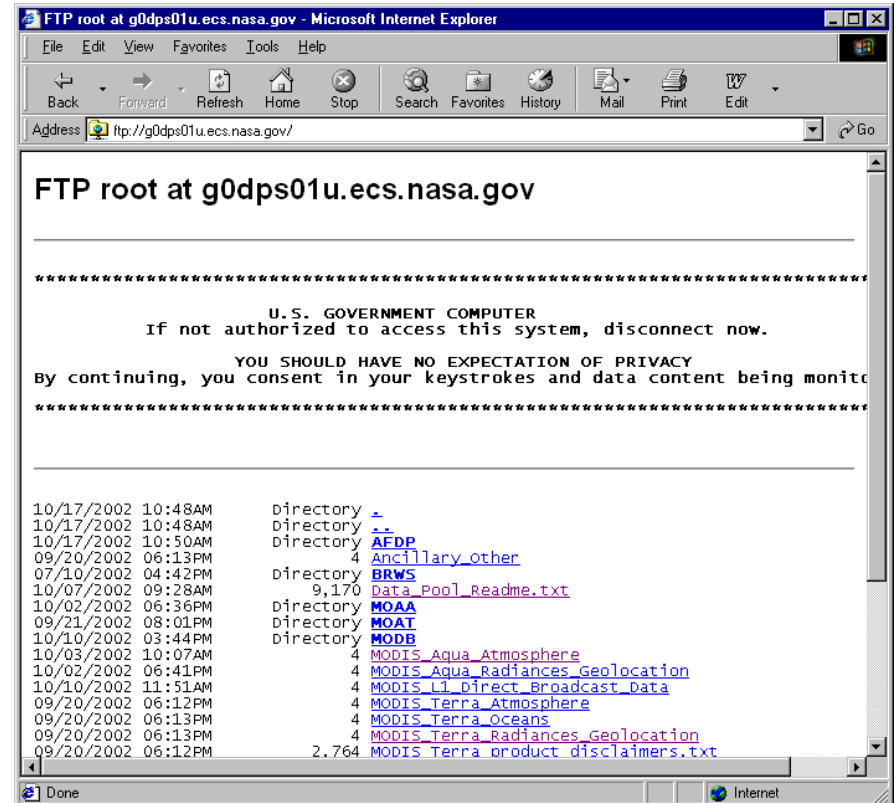 FTP root at g0dps01u.ecs.nasa.gov - Microsoft Internet Explorer
File Edit View Favorites Tools Help
Back Forward Refresh Home Stop Search Favorites History Mail Print Edit
Address ftp://g0dps01u.ecs.nasa.gov/ Go
FTP root at g0dps01u.ecs.nasa.gov
**************************************************************************
U.S. GOVERNMENT COMPUTER
If not authorized to access this system, disconnect now.
YOU SHOULD HAVE NO EXPECTATION OF PRIVACY
By continuing, you consent in your keystrokes and data content being monito
**************************************************************************
10/17/2002 10:48AM Directory .
10/17/2002 10:48AM Directory ..
10/17/2002 10:50AM Directory AFDP
09/20/2002 06:13PM 4 Ancillary_Other
07/10/2002 04:42PM Directory BRWS
10/07/2002 09:28AM 9,170 Data_Pool_Readme.txt
10/02/2002 06:36PM Directory MOAA
09/21/2002 08:01PM Directory MOAT
10/10/2002 03:44PM Directory MODB
10/03/2002 10:07AM 4 MODIS_Aqua_Atmosphere
10/02/2002 06:41PM 4 MODIS_Aqua_Radiances_Geolocation
10/10/2002 11:51AM 4 MODIS_L1_Direct_Broadcast_Data
09/20/2002 06:12PM 4 MODIS_Terra_Atmosphere
09/20/2002 06:13PM 4 MODIS_Terra_Oceans
09/20/2002 06:13PM 4 MODIS_Terra_Radiances_Geolocation
09/20/2002 06:12PM 2,764 MODIS_Terra_product_disclaimers.txt
Done Internet